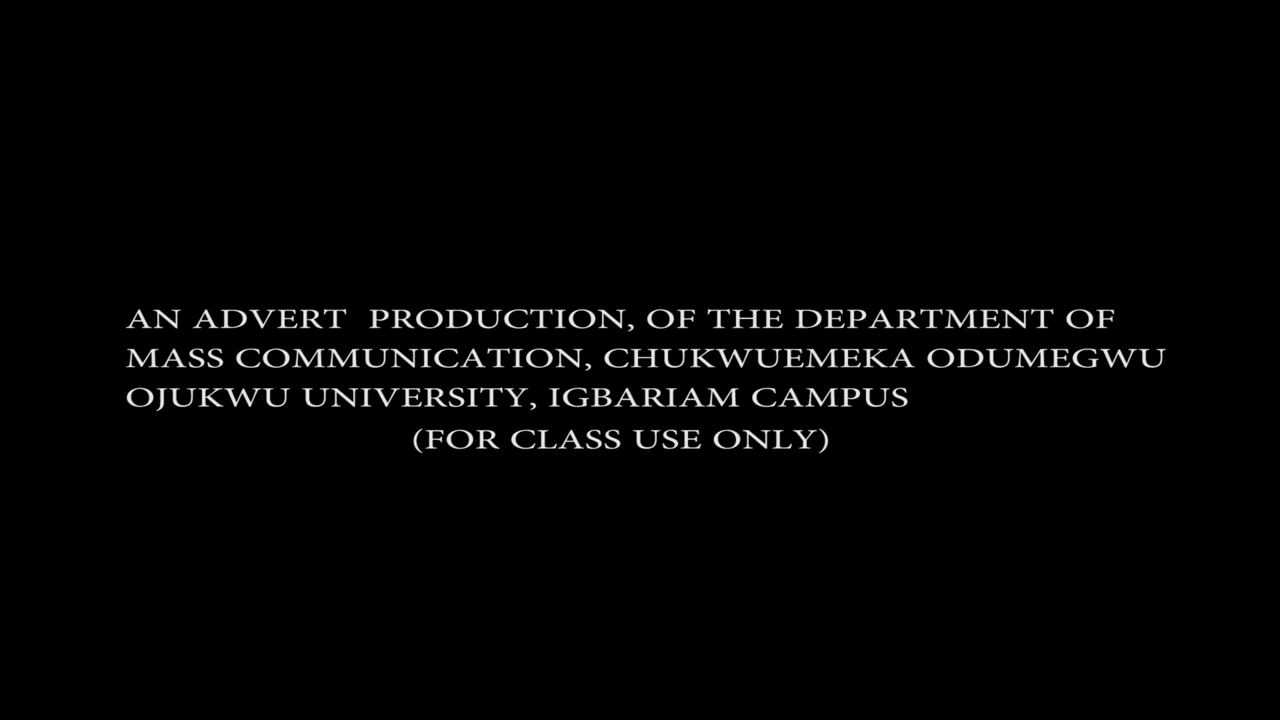 AN ADVERT  PRODUCTION, OF THE DEPARTMENT OF
MASS COMMUNICATION, CHUKWUEMEKA ODUMEGWU
OJUKWU UNIVERSITY, IGBARIAM CAMPUS
(FOR CLASS USE ONLY)